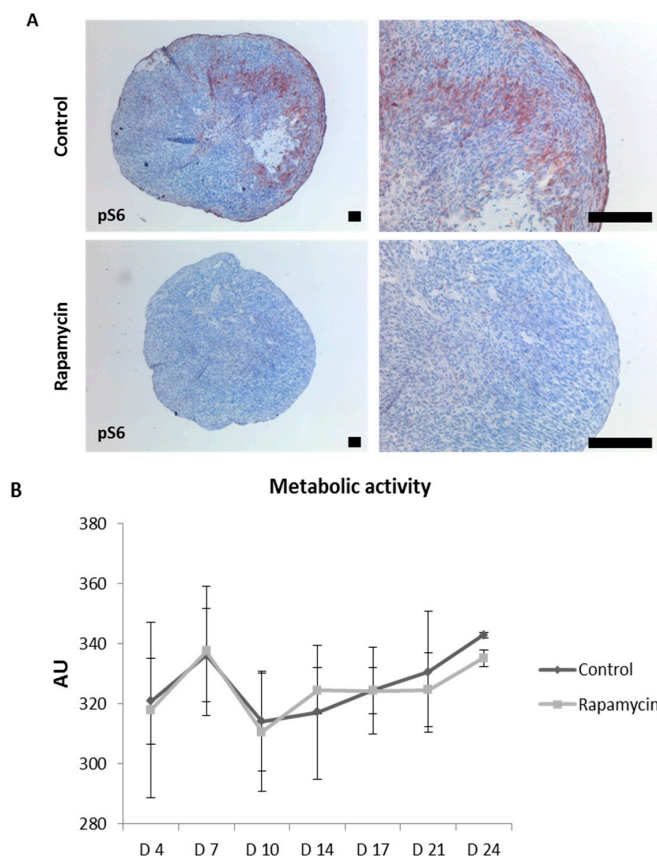 A
Control
pS6
Rapamycin
pS6
B
Metabolic activity
AU
380
360
340
320
300
280
D 4 D 7 D 10 D 14 D 17 D 21 D 24
Control
Rapamycin